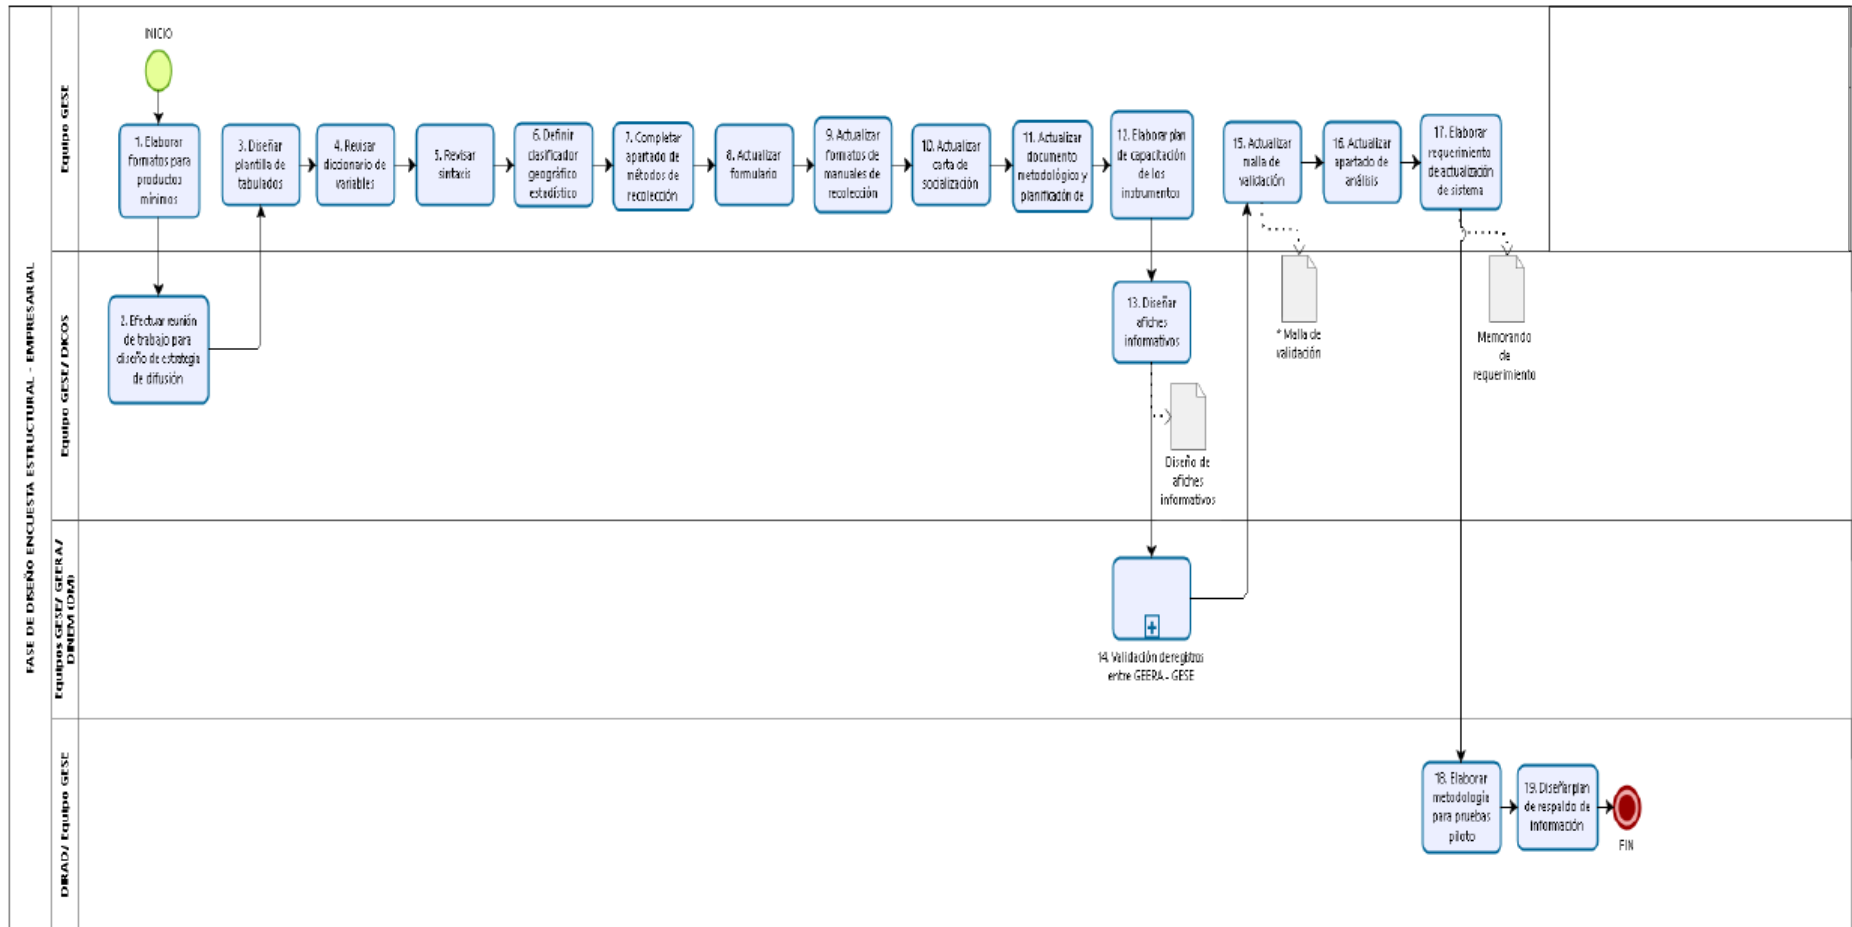 FASE DE DISEÑO ENCUESTA ESTRUCTURAL - EMPRESARIAL
Equipo GESE
INICIO
1. Elaborar
formatos para
productos
mínimos
3. Diseñar
plantilla de
tabulados
4. Revisar
diccionario de
variables
5. Revisar
sintaxis
6. Definir
clasificador
geográfico
estadístico
7. Completar
apartado de
métodos de
recolección
8. Actualizar
formulario
9. Actualizar
formatos de
manuales de
recolección
10. Actualizar
carta de
socialización
11. Actualizar
documento
metodológico y
planificación de
12. Elaborar plan
de capacitación
de los
instrumentos
15. Actualizar
malla de
validación
16. Actualizar
apartado de
análisis
17. Elaborar
requerimiento
de actualización
de sistema
Equipo GESE/ DICOS
2. Efectuar reunión
de trabajo para
diseño de estrategia
de difusión
13. Diseñar
afiches
informativos
Diseño de
afiches
informativos
* Malla de
validación
Memorando
de
requerimiento
Equipos GESE/ GEERA/
DINEM (DM)
14. Validación de registros
entre GEERA - GESE
DIRAD/ Equipo GESE
18. Elaborar
metodología
para pruebas
piloto
19. Diseñar plan
de respaldo de
información
FIN